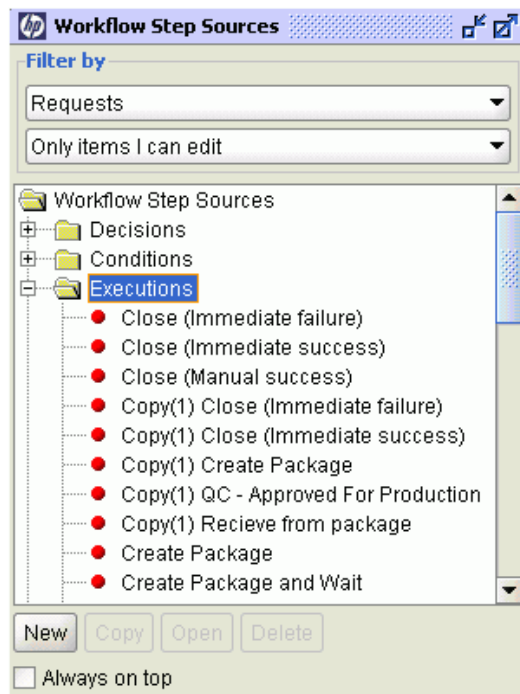 hp Workflow Step Sources
Filter by
Requests
Only items I can edit
Workflow Step Sources
Decisions
Conditions
Executions
Close (Immediate failure)
Close (Immediate success)
Close (Manual success)
Copy(1) Close (Immediate failure)
Copy(1) Close (Immediate success)
Copy(1) Create Package
Copy(1) QC - Approved For Production
Copy(1) Recieve from package
Create Package
Create Package and Wait
New Copy Open Delete
Always on top